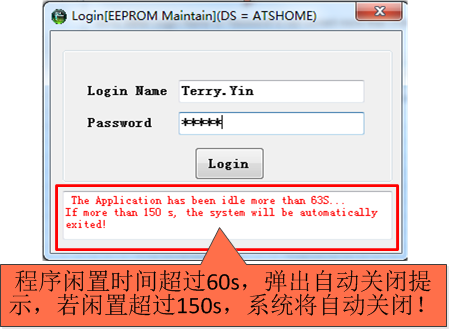 Login[EEPROM Maintain](DS = ATSHOME)
Login Name Terry.Yin
Password *****
Login
The Application has been idle more than 63S...
If more than 150 s, the system will be automatically
exited!
程序闲置时间超过60s，弹出自动关闭提
示，若闲置超过150s，系统将自动关闭！